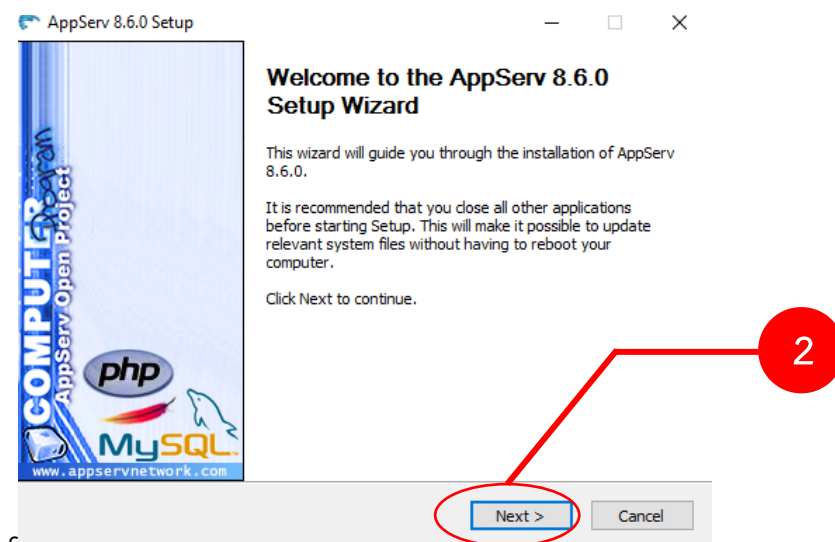 AppServ 8.6.0 Setup
Welcome to the AppServ 8.6.0
Setup Wizard
This wizard will guide you through the installation of AppServ
8.6.0.
It is recommended that you close all other applications
before starting Setup. This will make it possible to update
relevant system files without having to reboot your
computer.
Click Next to continue.
COMPUTER
Program
AppServ Open Project
php
MySQL
www.appservnetwork.com
2
Next >
Cancel